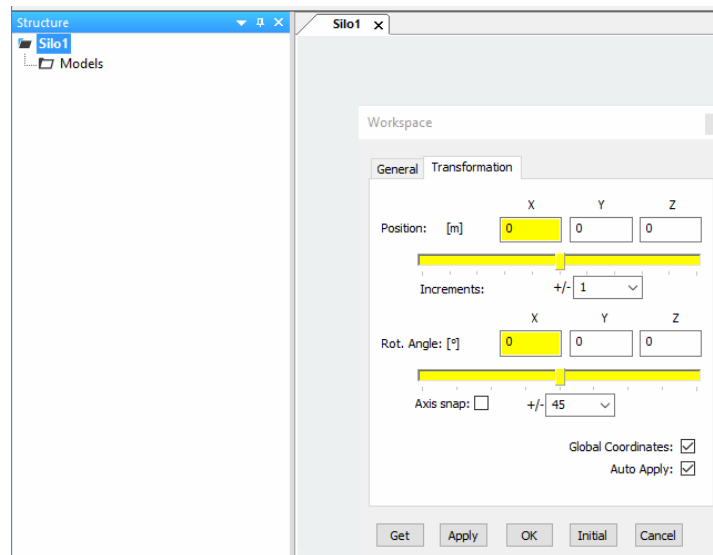 Structure
Silo1
Models
Silo1
Workspace
General Transformation
X Y Z
Position: [m] 0 0 0
Increments: +/- 1
X Y Z
Rot. Angle: [°] 0 0 0
Axis snap: +/- 45
Global Coordinates:
Auto Apply:
Get Apply OK Initial Cancel